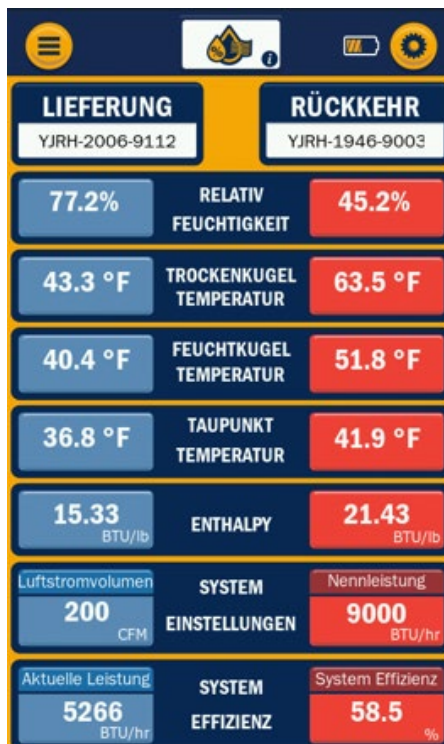 %
i
LIEFERUNG
YJRH-2006-9112
RÜCKKEHR
YJRH-1946-9003
77.2%
RELATIV
FEUCHTIGKEIT
45.2%
43.3 °F
TROCKENKUGEL
TEMPERATUR
63.5 °F
40.4 °F
FEUCHTKUGEL
TEMPERATUR
51.8 °F
36.8 °F
TAUPUNKT
TEMPERATUR
41.9 °F
15.33
BTU/lb
ENTHALPY
21.43
BTU/lb
Luftstromvolumen
200
CFM
SYSTEM
EINSTELLUNGEN
Nennleistung
9000
BTU/hr
Aktuelle Leistung
5266
BTU/hr
SYSTEM
EFFIZIENZ
System Effizienz
58.5
%